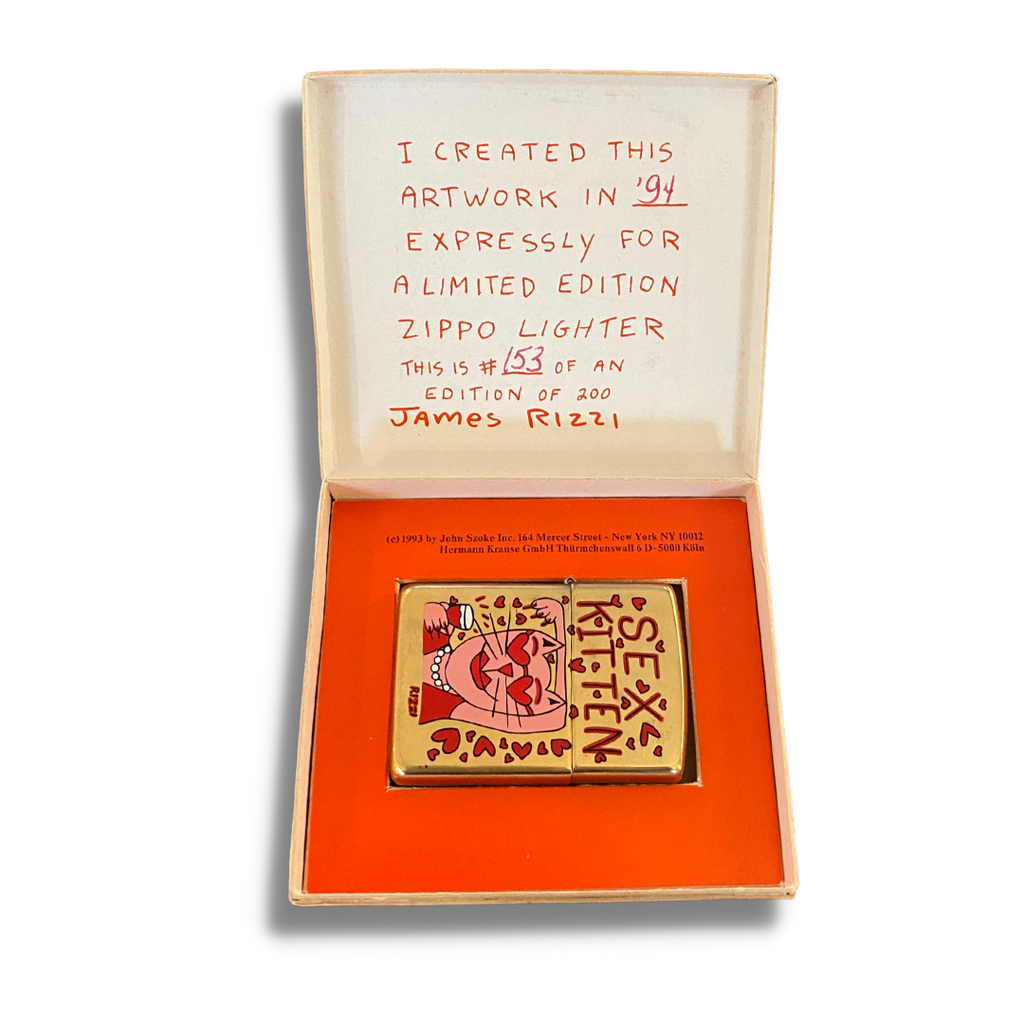 I CREATED THIS
ARTWORK IN '94
EXPRESSLY FOR
A LIMITED EDITION
ZIPPO LIGHTER
THIS IS #153 OF AN
EDITION OF 200
JAMES RIZZI
(c) 1993 by John Szoke Inc. 164 Mercer Street - New York NY 10012
Hermann Krause GmbH Thürmchenswall 6 D-5000 Köln
SEX
KITTEN
RIZZI